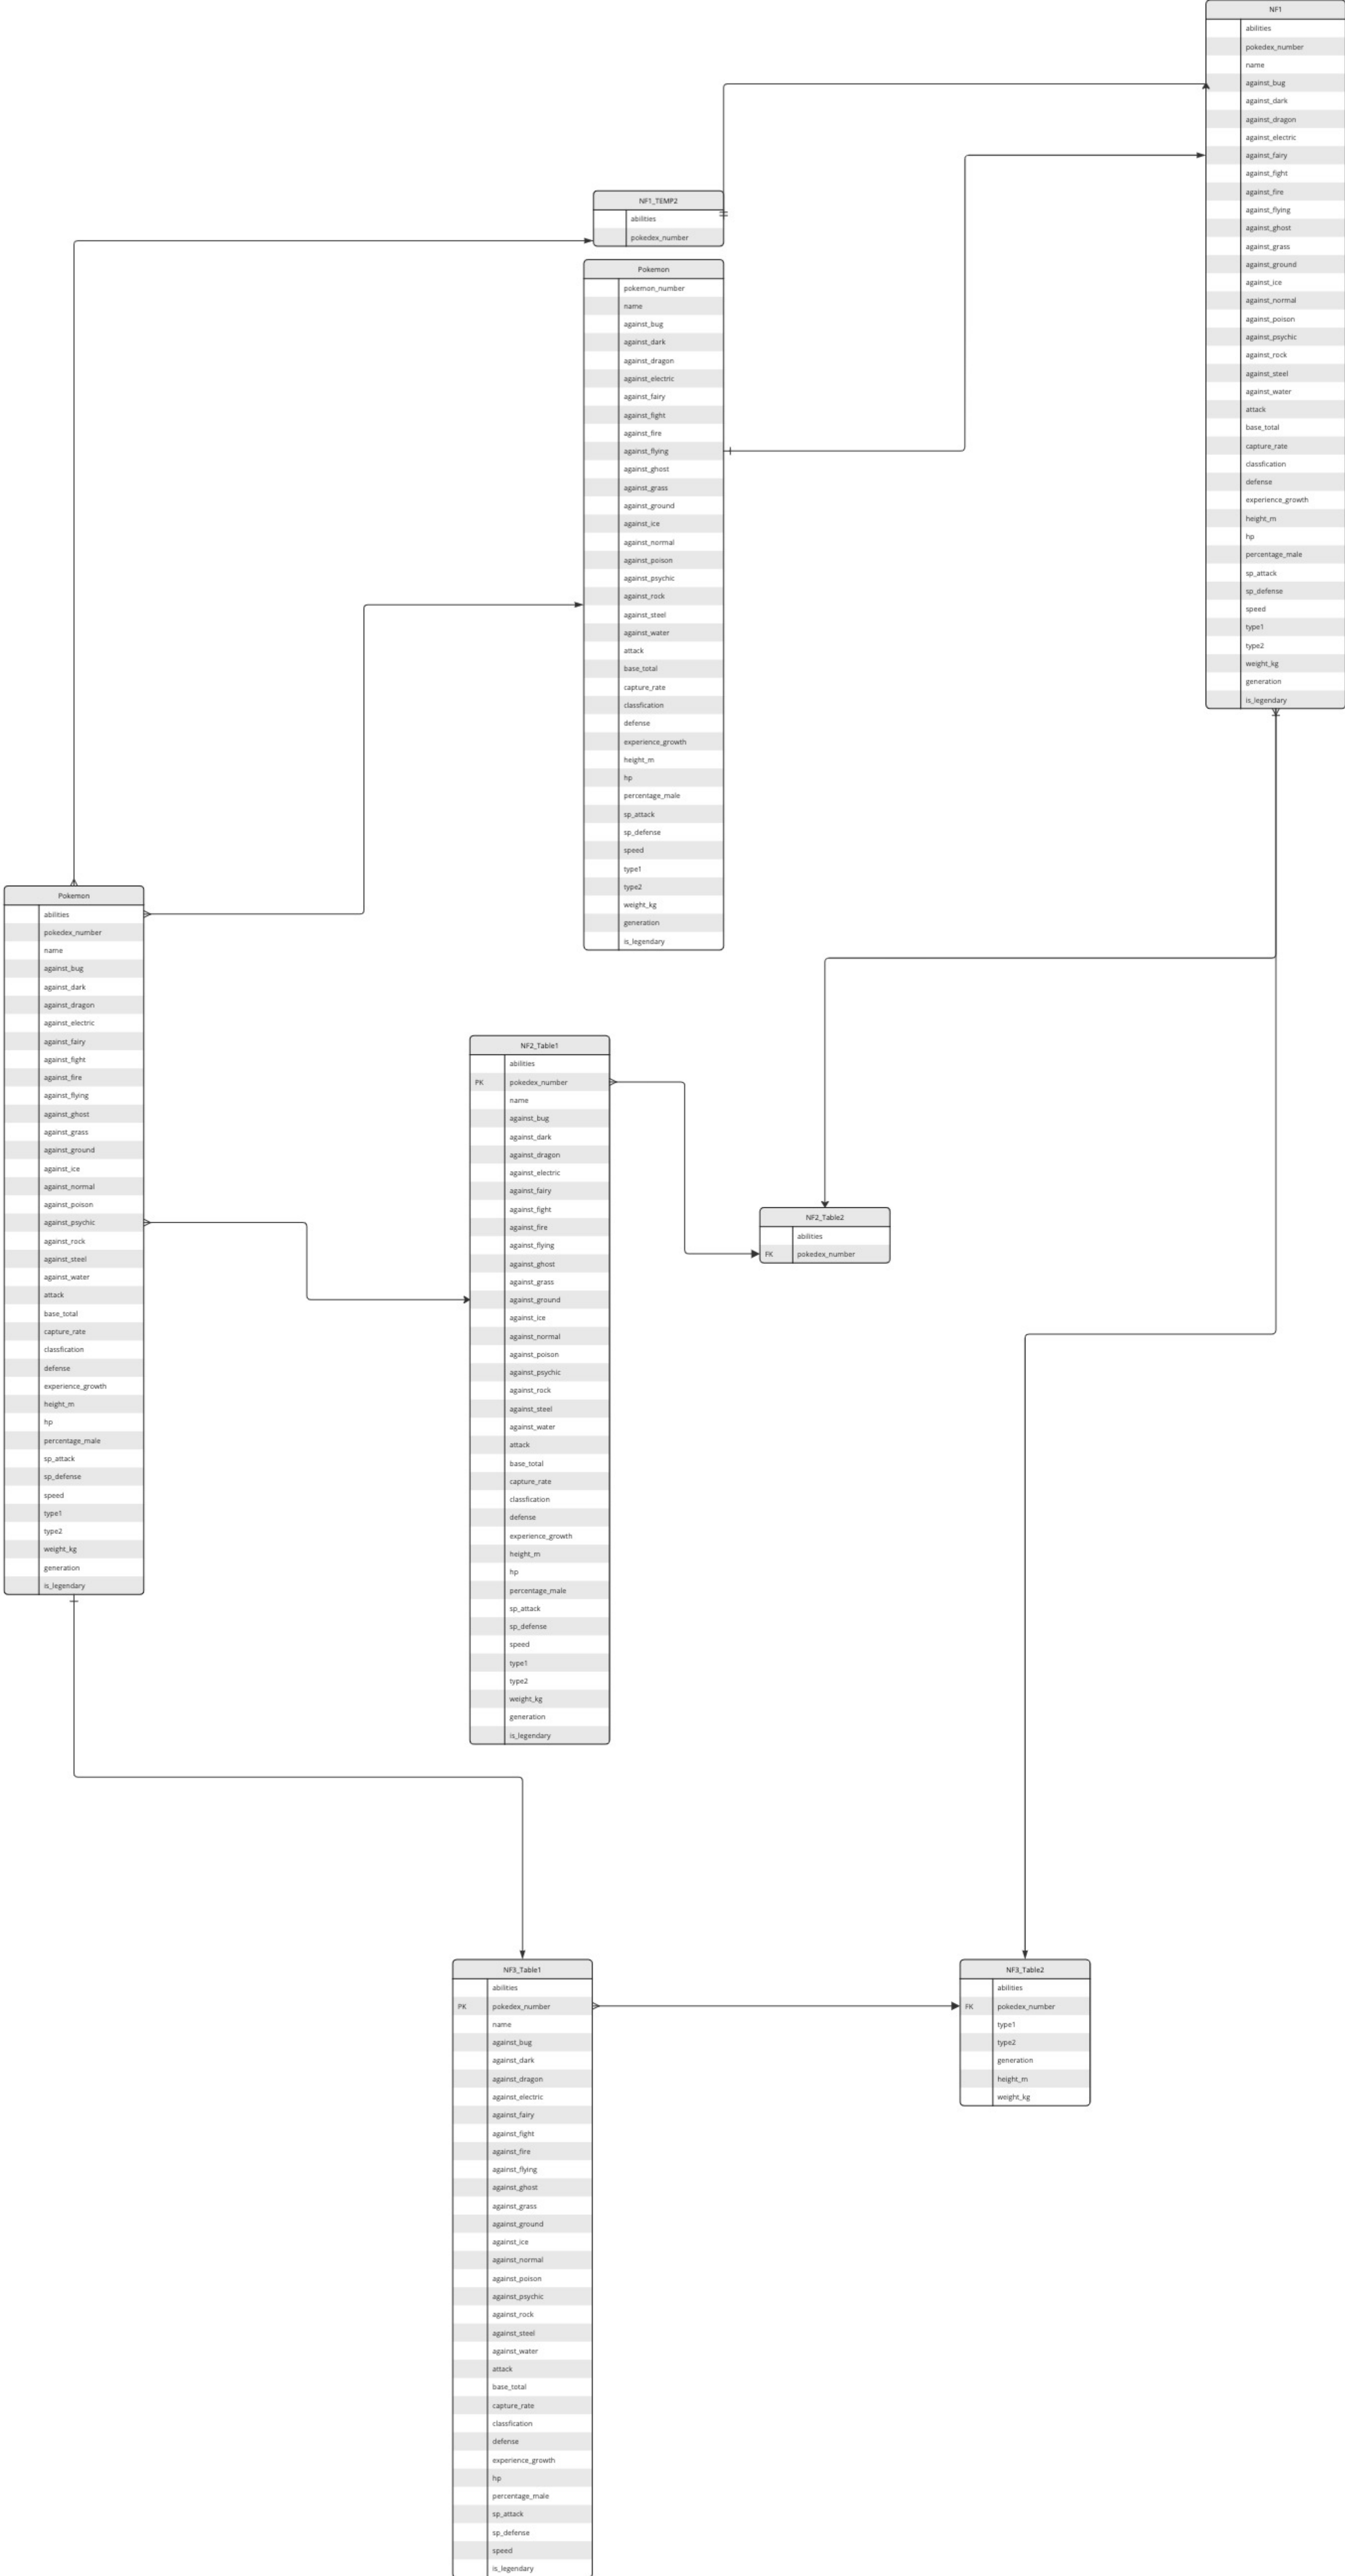 NF1
abilities
pokedex_number
name
against_bug
against_dark
against_dragon
against_electric
against_fairy
against_fight
against_fire
against_flying
against_ghost
against_grass
against_ground
against_ice
against_normal
against_poison
against_psychic
against_rock
against_steel
against_water
attack
base_total
capture_rate
classfication
defense
experience_growth
height_m
hp
percentage_male
sp_attack
sp_defense
speed
type1
type2
weight_kg
generation
is_legendary
NF1_TEMP2
abilities
pokedex_number
Pokemon
pokemon_number
name
against_bug
against_dark
against_dragon
against_electric
against_fairy
against_fight
against_fire
against_flying
against_ghost
against_grass
against_ground
against_ice
against_normal
against_poison
against_psychic
against_rock
against_steel
against_water
attack
base_total
capture_rate
classfication
defense
experience_growth
height_m
hp
percentage_male
sp_attack
sp_defense
speed
type1
type2
weight_kg
generation
is_legendary
Pokemon
abilities
pokedex_number
name
against_bug
against_dark
against_dragon
against_electric
against_fairy
against_fight
against_fire
against_flying
against_ghost
against_grass
against_ground
against_ice
against_normal
against_poison
against_psychic
against_rock
against_steel
against_water
attack
base_total
capture_rate
classfication
defense
experience_growth
height_m
hp
percentage_male
sp_attack
sp_defense
speed
type1
type2
weight_kg
generation
is_legendary
NF2_Table1
abilities
PK pokedex_number
name
against_bug
against_dark
against_dragon
against_electric
against_fairy
against_fight
against_fire
against_flying
against_ghost
against_grass
against_ground
against_ice
against_normal
against_poison
against_psychic
against_rock
against_steel
against_water
attack
base_total
capture_rate
classfication
defense
experience_growth
height_m
hp
percentage_male
sp_attack
sp_defense
speed
type1
type2
weight_kg
generation
is_legendary
NF2_Table2
abilities
FK pokedex_number
NF3_Table1
abilities
PK pokedex_number
name
against_bug
against_dark
against_dragon
against_electric
against_fairy
against_fight
against_fire
against_flying
against_ghost
against_grass
against_ground
against_ice
against_normal
against_poison
against_psychic
against_rock
against_steel
against_water
attack
base_total
capture_rate
classfication
defense
experience_growth
hp
percentage_male
sp_attack
sp_defense
speed
is_legendary
NF3_Table2
abilities
FK pokedex_number
type1
type2
generation
height_m
weight_kg